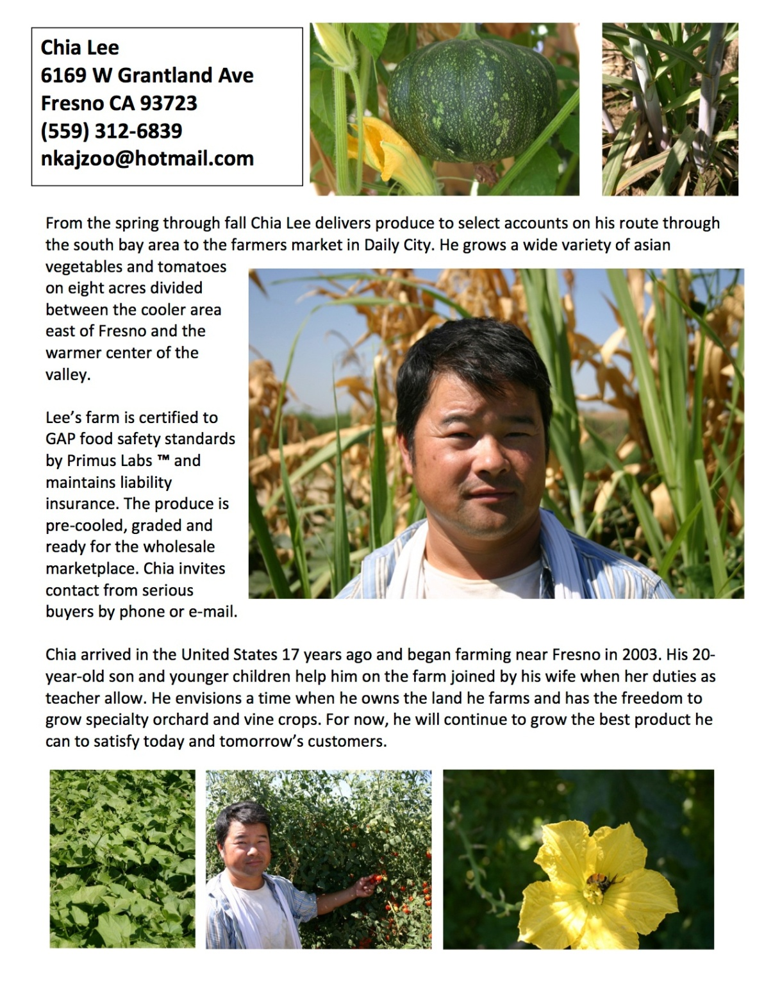 Chia Lee
6169 W Grantland Ave
Fresno CA 93723
(559) 312-6839
nkajzoo@hotmail.com
From the spring through fall Chia Lee delivers produce to select accounts on his route through
the south bay area to the farmers market in Daily City. He grows a wide variety of asian
vegetables and tomatoes
on eight acres divided
between the cooler area
east of Fresno and the
warmer center of the
valley.
Lee’s farm is certified to
GAP food safety standards
by Primus Labs ™ and
maintains liability
insurance. The produce is
pre-cooled, graded and
ready for the wholesale
marketplace. Chia invites
contact from serious
buyers by phone or e-mail.
Chia arrived in the United States 17 years ago and began farming near Fresno in 2003. His 20-
year-old son and younger children help him on the farm joined by his wife when her duties as
teacher allow. He envisions a time when he owns the land he farms and has the freedom to
grow specialty orchard and vine crops. For now, he will continue to grow the best product he
can to satisfy today and tomorrow’s customers.